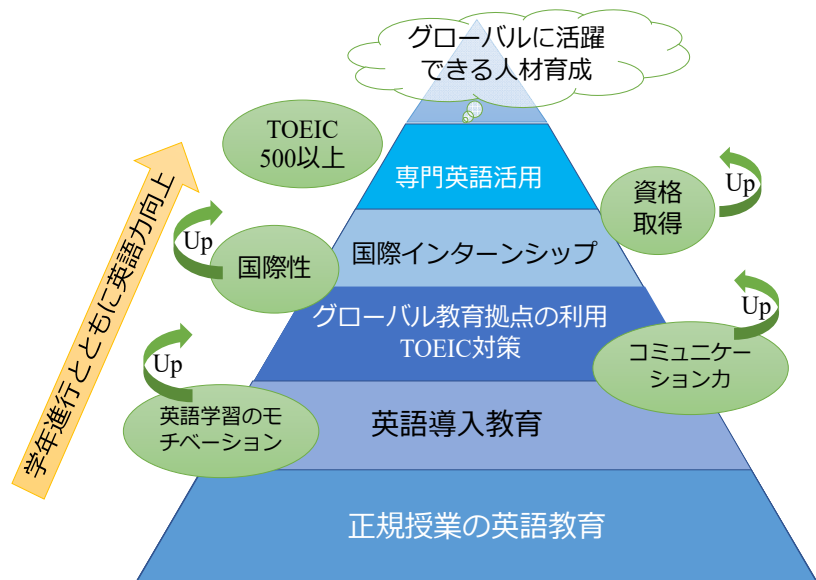 グローバルに活躍
できる人材育成
TOEIC
500以上
専門英語活用
資格
取得
Up
Up
国際性
国際インターンシップ
グローバル教育拠点の利用
TOEIC対策
Up
コミュニケー
ションカ
Up
英語学習のモ
チベーション
英語導入教育
正規授業の英語教育
学年進行とともに英語力向上